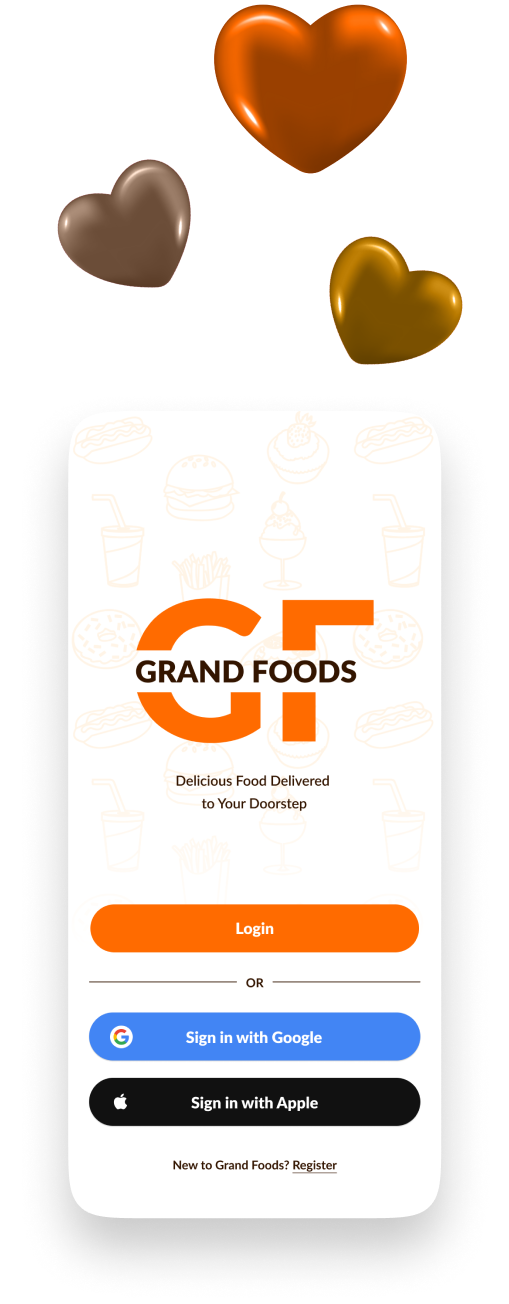 GF
GRAND FOODS
Delicious Food Delivered
to Your Doorstep
Login
OR
Sign in with Google
Sign in with Apple
New to Grand Foods? Register